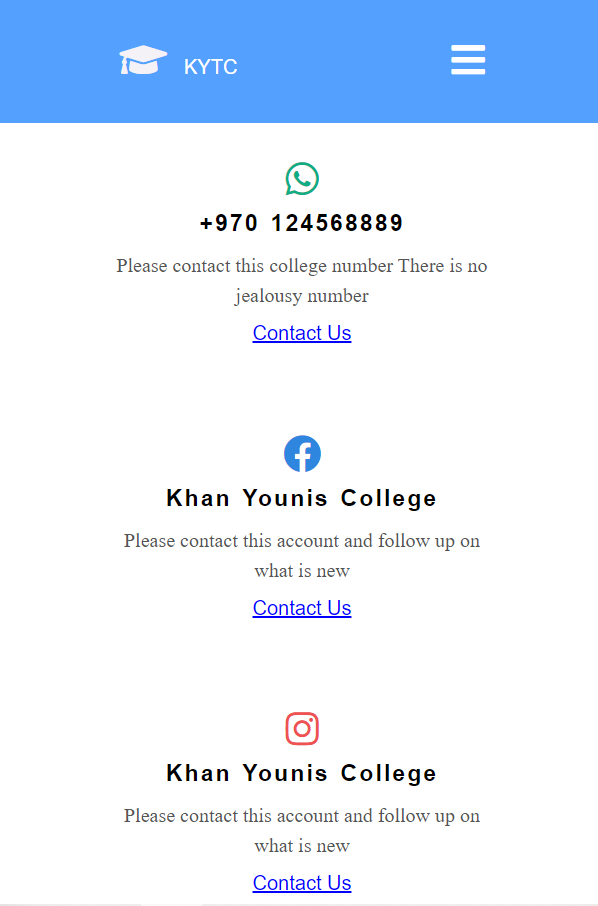 KYTC
+970 124568889
Please contact this college number There is no
jealousy number
Contact Us
Khan Younis College
Please contact this account and follow up on
what is new
Contact Us
Khan Younis College
Please contact this account and follow up on
what is new
Contact Us